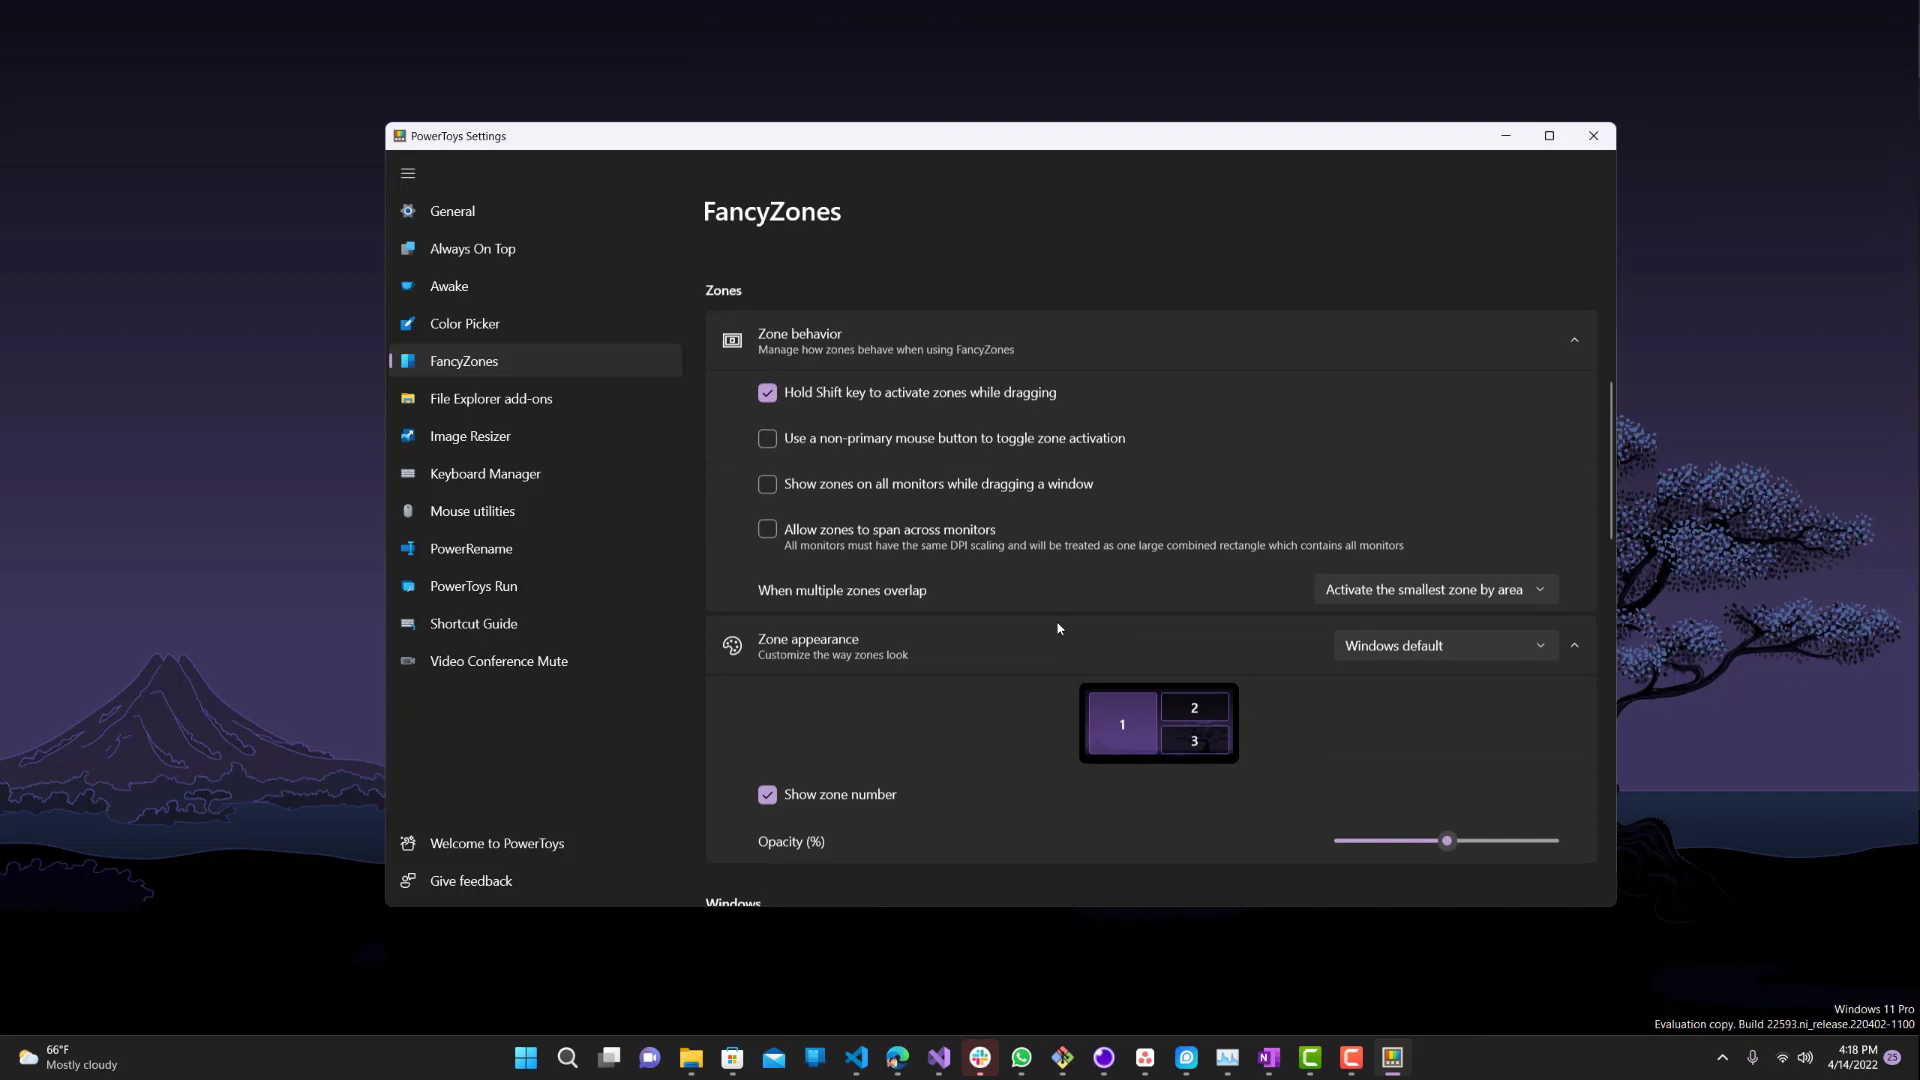 PowerToys Settings
General
Always On Top
Awake
Color Picker
FancyZones
File Explorer add-ons
Image Resizer
Keyboard Manager
Mouse utilities
PowerRename
PowerToys Run
Shortcut Guide
Video Conference Mute
Welcome to PowerToys
Give feedback
FancyZones
Zones
Zone behavior
Manage how zones behave when using FancyZones
Hold Shift key to activate zones while dragging
Use a non-primary mouse button to toggle zone activation
Show zones on all monitors while dragging a window
Allow zones to span across monitors
All monitors must have the same DPI scaling and will be treated as one large combined rectangle which contains all monitors
When multiple zones overlap
Activate the smallest zone by area
Zone appearance
Customize the way zones look
Windows default
1
2
3
Show zone number
Opacity (%)
Windows
Windows 11 Pro
Evaluation copy. Build 22593.ni_release.220402-1100
66°F
Mostly cloudy
4:18 PM
4/14/2022
25